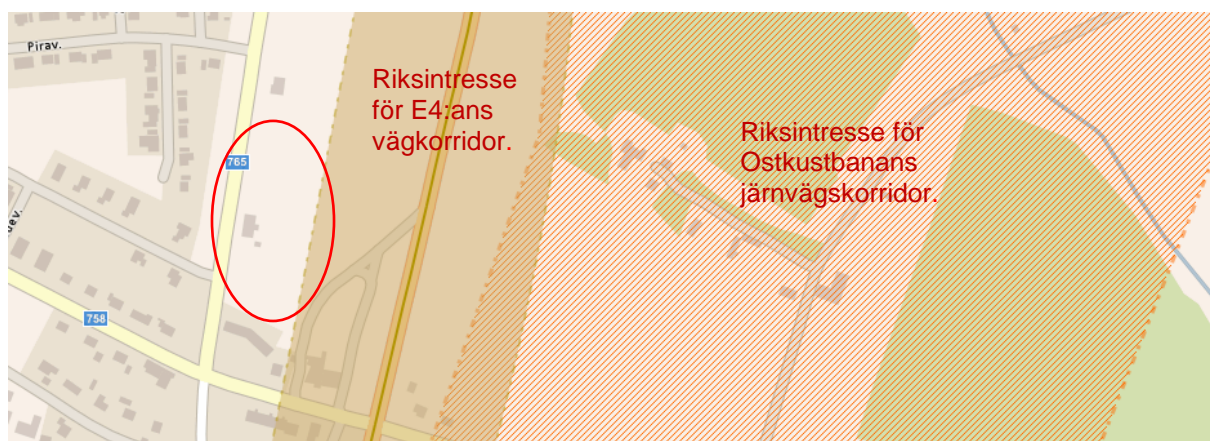 Pirav.
Riksintresse
för E4:ans
vägkorridor.
Riksintresse för
Ostkustbanans
järnvägskorridor.
765
758